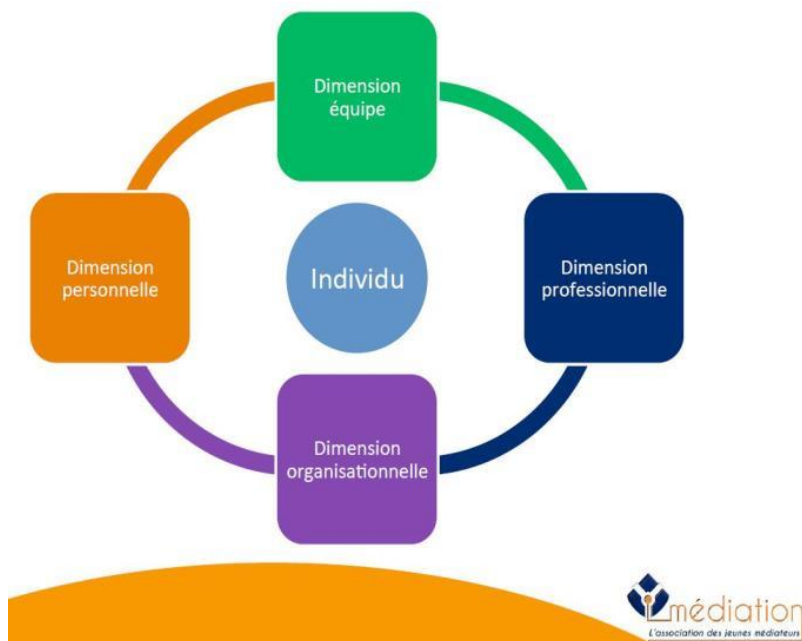 Dimension
équipe
Dimension
personnelle
Individu
Dimension
professionnelle
Dimension
organisationnelle
médiation
L'association des jeunes médiateurs